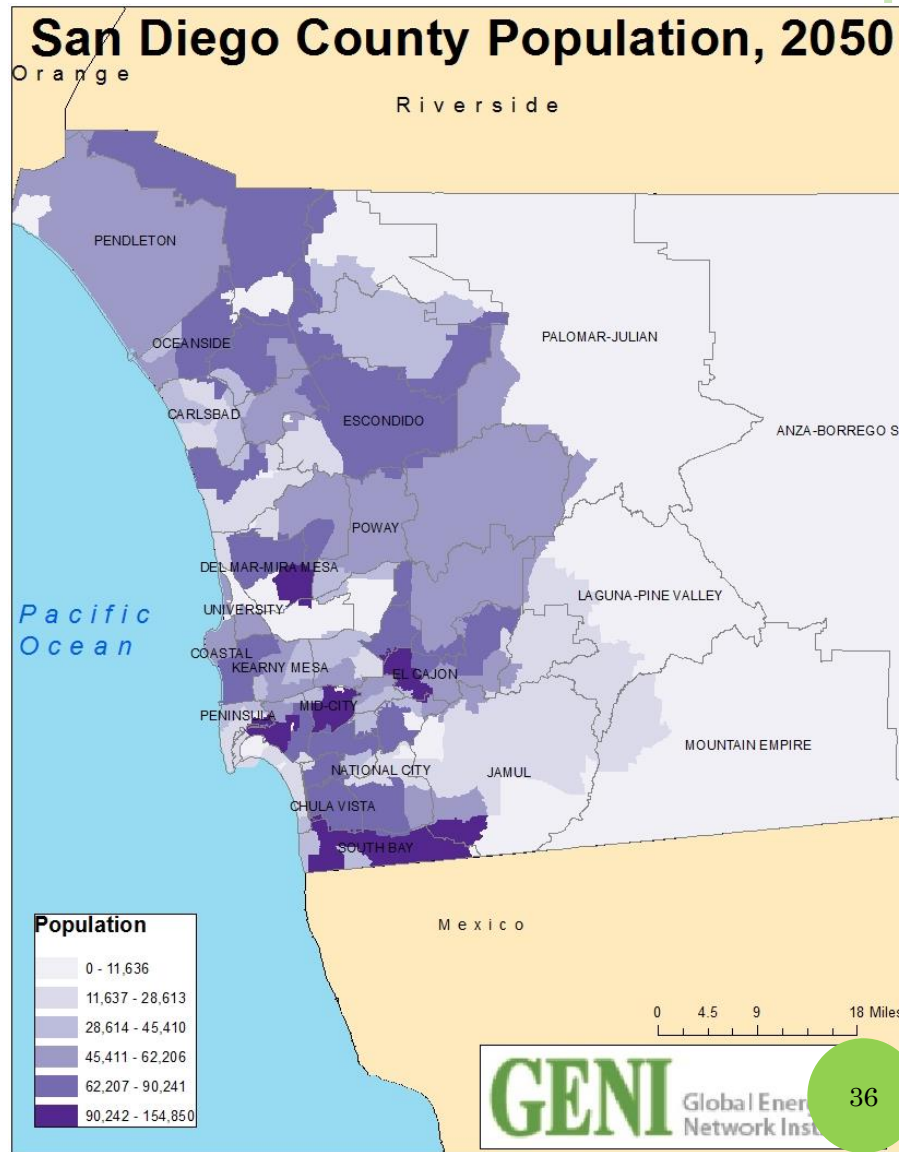 San Diego County Population, 2050
Orange
Riverside
PENDLETON
OCEANSIDE
PALOMAR-JULIAN
CARLSBAD
ESCONDIDO
ANZA-BORREGO S
POWAY
DEL MAR-MIRA MESA
LAGUNA-PINE VALLEY
UNIVERSITY
Pacific
Ocean
COASTAL
KEARNY MESA
EL CAJON
MID-CITY
PENINSULA
MOUNTAIN EMPIRE
NATIONAL CITY
JAMUL
CHULA VISTA
SOUTH BAY
Mexico
Population
0 - 11,636
11,637 - 28,613
28,614 - 45,410
45,411 - 62,206
62,207 - 90,241
90,242 - 154,850
0 4.5 9 18 Miles
GENI
Global Ener
Network Inst
36